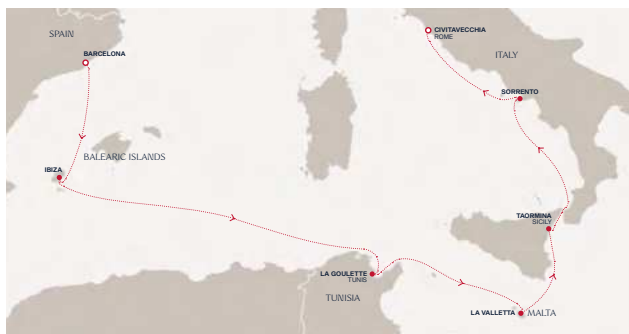 SPAIN
BARCELONA
BALEARIC ISLANDS
IBIZA
CIVITAVECCHIA
ROME
ITALY
SORRENTO
TAORMINA
SICILY
LA GOULETTE
TUNIS
TUNISIA
LA VALLETTA
MALTA